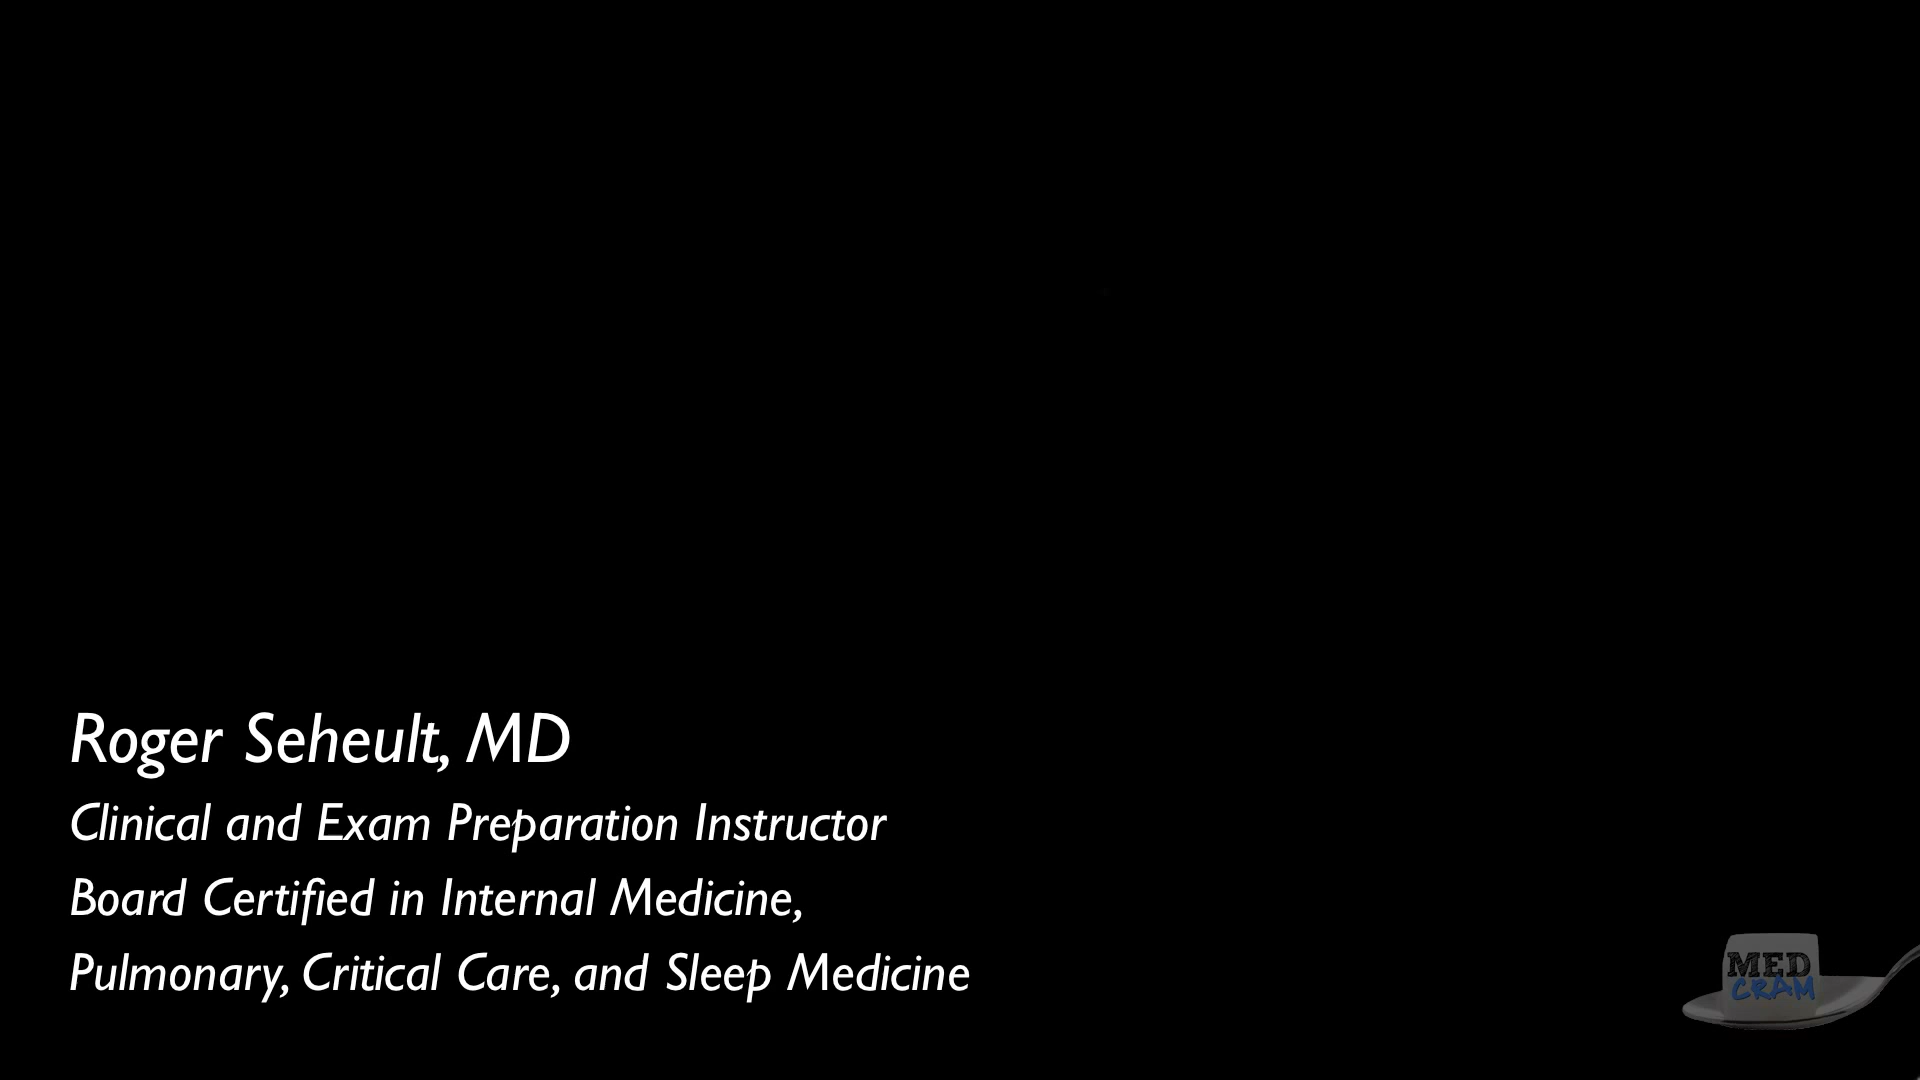 Roger Seheult, MD
Clinical and Exam Preparation Instructor
Board Certified in Internal Medicine,
Pulmonary, Critical Care, and Sleep Medicine
MED
CRAM